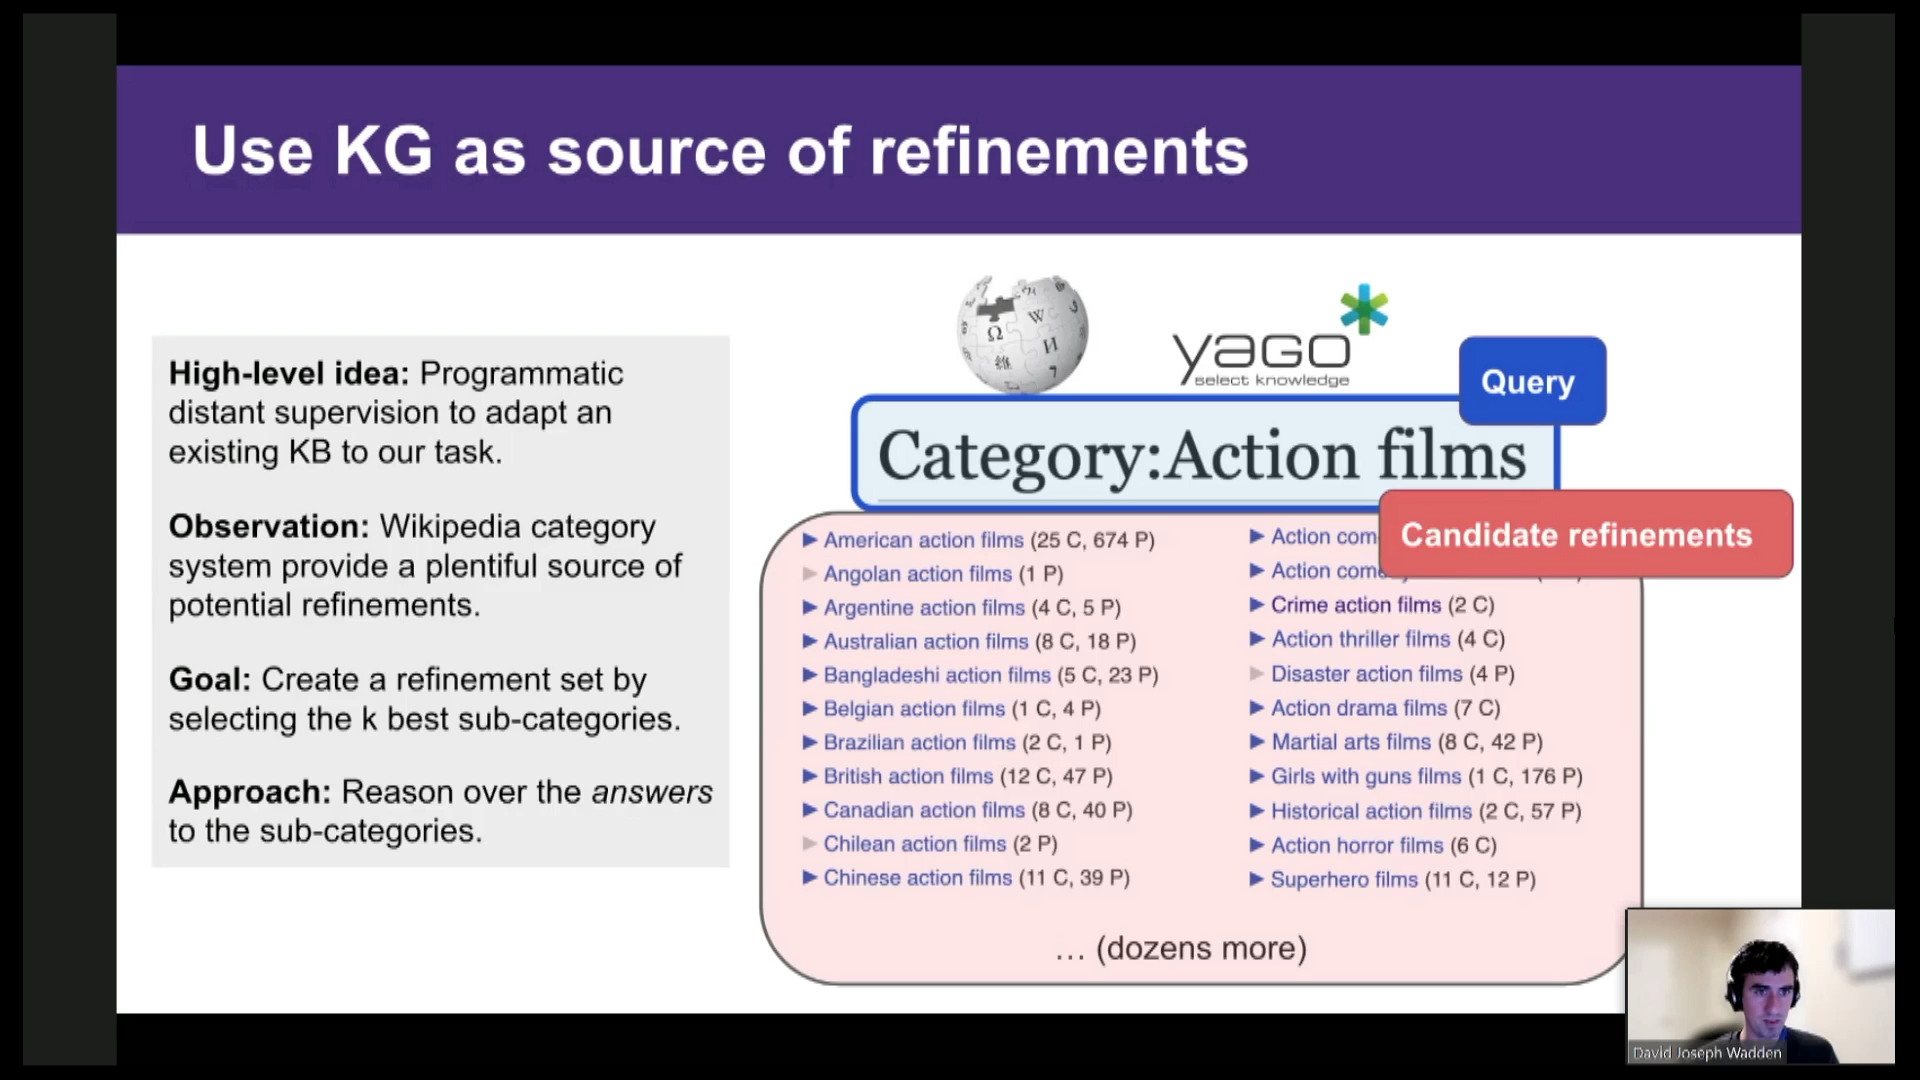 Use KG as source of refinements
High-level idea: Programmatic
distant supervision to adapt an
existing KB to our task.
Observation: Wikipedia category
system provide a plentiful source of
potential refinements.
Goal: Create a refinement set by
selecting the k best sub-categories.
Approach: Reason over the answers
to the sub-categories.
Ω W И 維 7
yago
select knowledge
Query
Category:Action films
Candidate refinements
American action films (25 C, 674 P)
Angolan action films (1 P)
Argentine action films (4 C, 5 P)
Australian action films (8 C, 18 P)
Bangladeshi action films (5 C, 23 P)
Belgian action films (1 C, 4 P)
Brazilian action films (2 C, 1 P)
British action films (12 C, 47 P)
Canadian action films (8 C, 40 P)
Chilean action films (2 P)
Chinese action films (11 C, 39 P)
Action com
Action
Crime action films (2 C)
Action thriller films (4 C)
Disaster action films (4 P)
Action drama films (7 C)
Martial arts films (8 C, 42 P)
Girls with guns films (1 C, 176 P)
Historical action films (2 C, 57 P)
Action horror films (6 C)
Superhero films (11 C, 12 P)
… (dozens more)
David Joseph Wadden